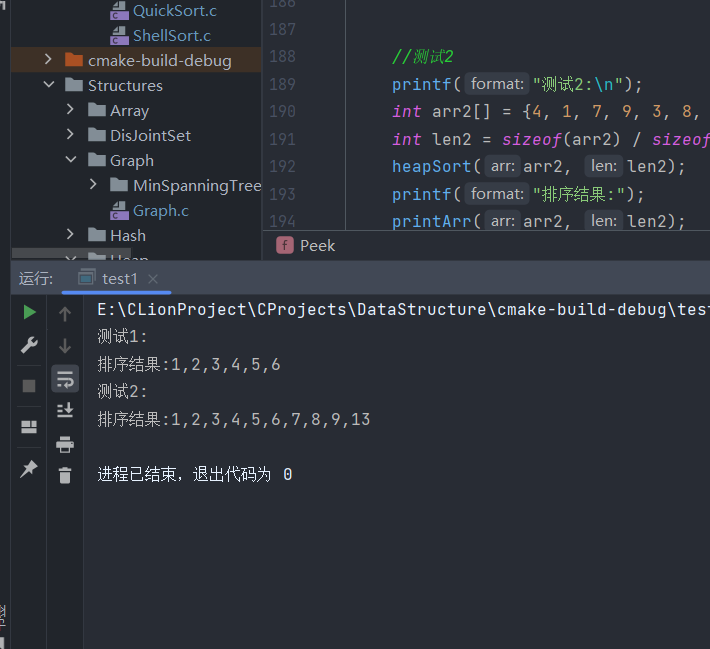 QuickSort.c
ShellSort.c
cmake-build-debug
Structures
Array
DisJointSet
Graph
MinSpanningTree
Graph.c
Hash
Heap
186
187
188 //测试2
189 printf( format: "测试2:\n");
190 int arr2[] = {4, 1, 7, 9, 3, 8,
191 int len2 = sizeof(arr2) / sizeof
192 heapSort( arr: arr2, len: len2);
193 printf( format: "排序结果:");
194 printArr( arr: arr2, len: len2);
f Peek
运行: test1
E:\CLionProject\CProjects\DataStructure\cmake-build-debug\test
测试1:
排序结果:1,2,3,4,5,6
测试2:
排序结果:1,2,3,4,5,6,7,8,9,13
进程已结束，退出代码为 0